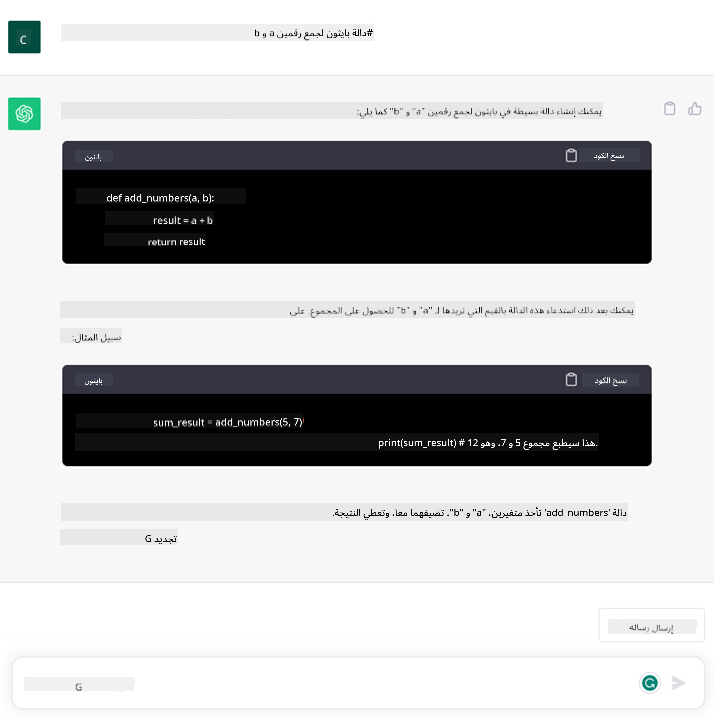 C
#دالة بايثون لجمع رقمين a و b
يمكنك إنشاء دالة بسيطة في بايثون لجمع رقمين "a" و "b" كما يلي:
بايثون
نسخ الكود
def add_numbers(a, b):
result = a + b
return result
يمكنك بعد ذلك استدعاء هذه الدالة بالقيم التي تريدها لـ "a" و "b" للحصول على المجموع. على
سبيل المثال:
بايثون
نسخ الكود
sum_result = add_numbers(5, 7)
print(sum_result) # هذا سيطبع مجموع 5 و 7، وهو 12.
دالة 'add_numbers' تأخذ متغيرين، "a" و "b"، تضيفهما معا، وتعطي النتيجة.
تجديد G
إرسال رسالة
G